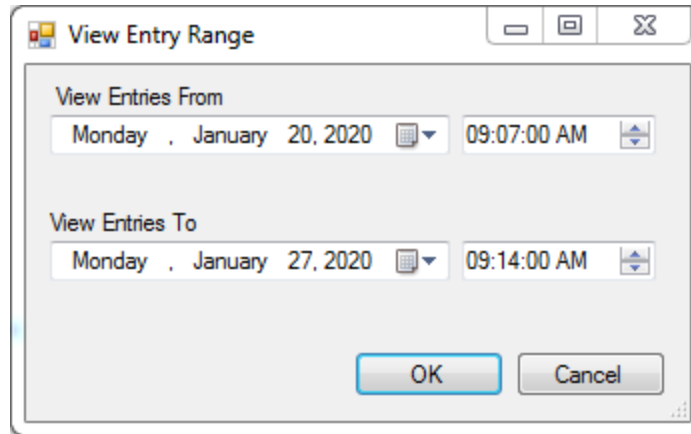 View Entry Range
View Entries From
Monday , January 20, 2020 09:07:00 AM
View Entries To
Monday , January 27, 2020 09:14:00 AM
OK Cancel